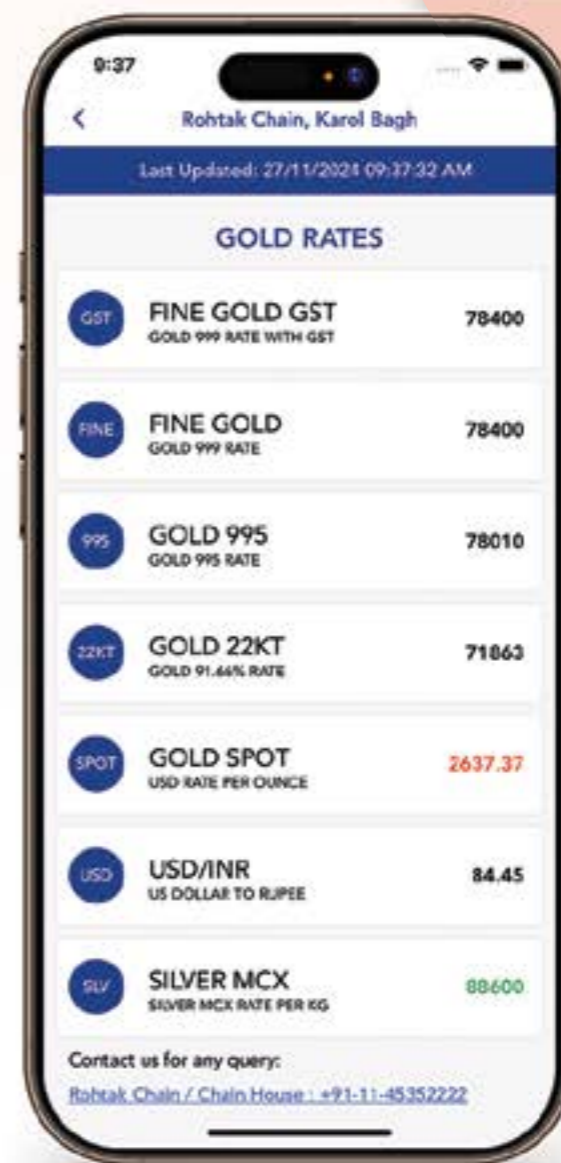 9:37
Rohtak Chain, Karol Bagh
Last Updated: 27/11/2024 09:37:32 AM
GOLD RATES
GST
FINE GOLD GST
78400
GOLD 999 RATE WITH GST
FINE
FINE GOLD
78400
GOLD 999 RATE
995
GOLD 995
78010
GOLD 995 RATE
22KT
GOLD 22KT
71863
GOLD 91.66% RATE
SPOT
GOLD SPOT
2637.37
USD RATE PER OUNCE
USD
USD/INR
84.45
US DOLLAR TO RUPEE
SLV
SILVER MCX
88600
SILVER MCX RATE PER KG
Contact us for any query:
Rohtak Chain / Chain House : +91-11-45352222